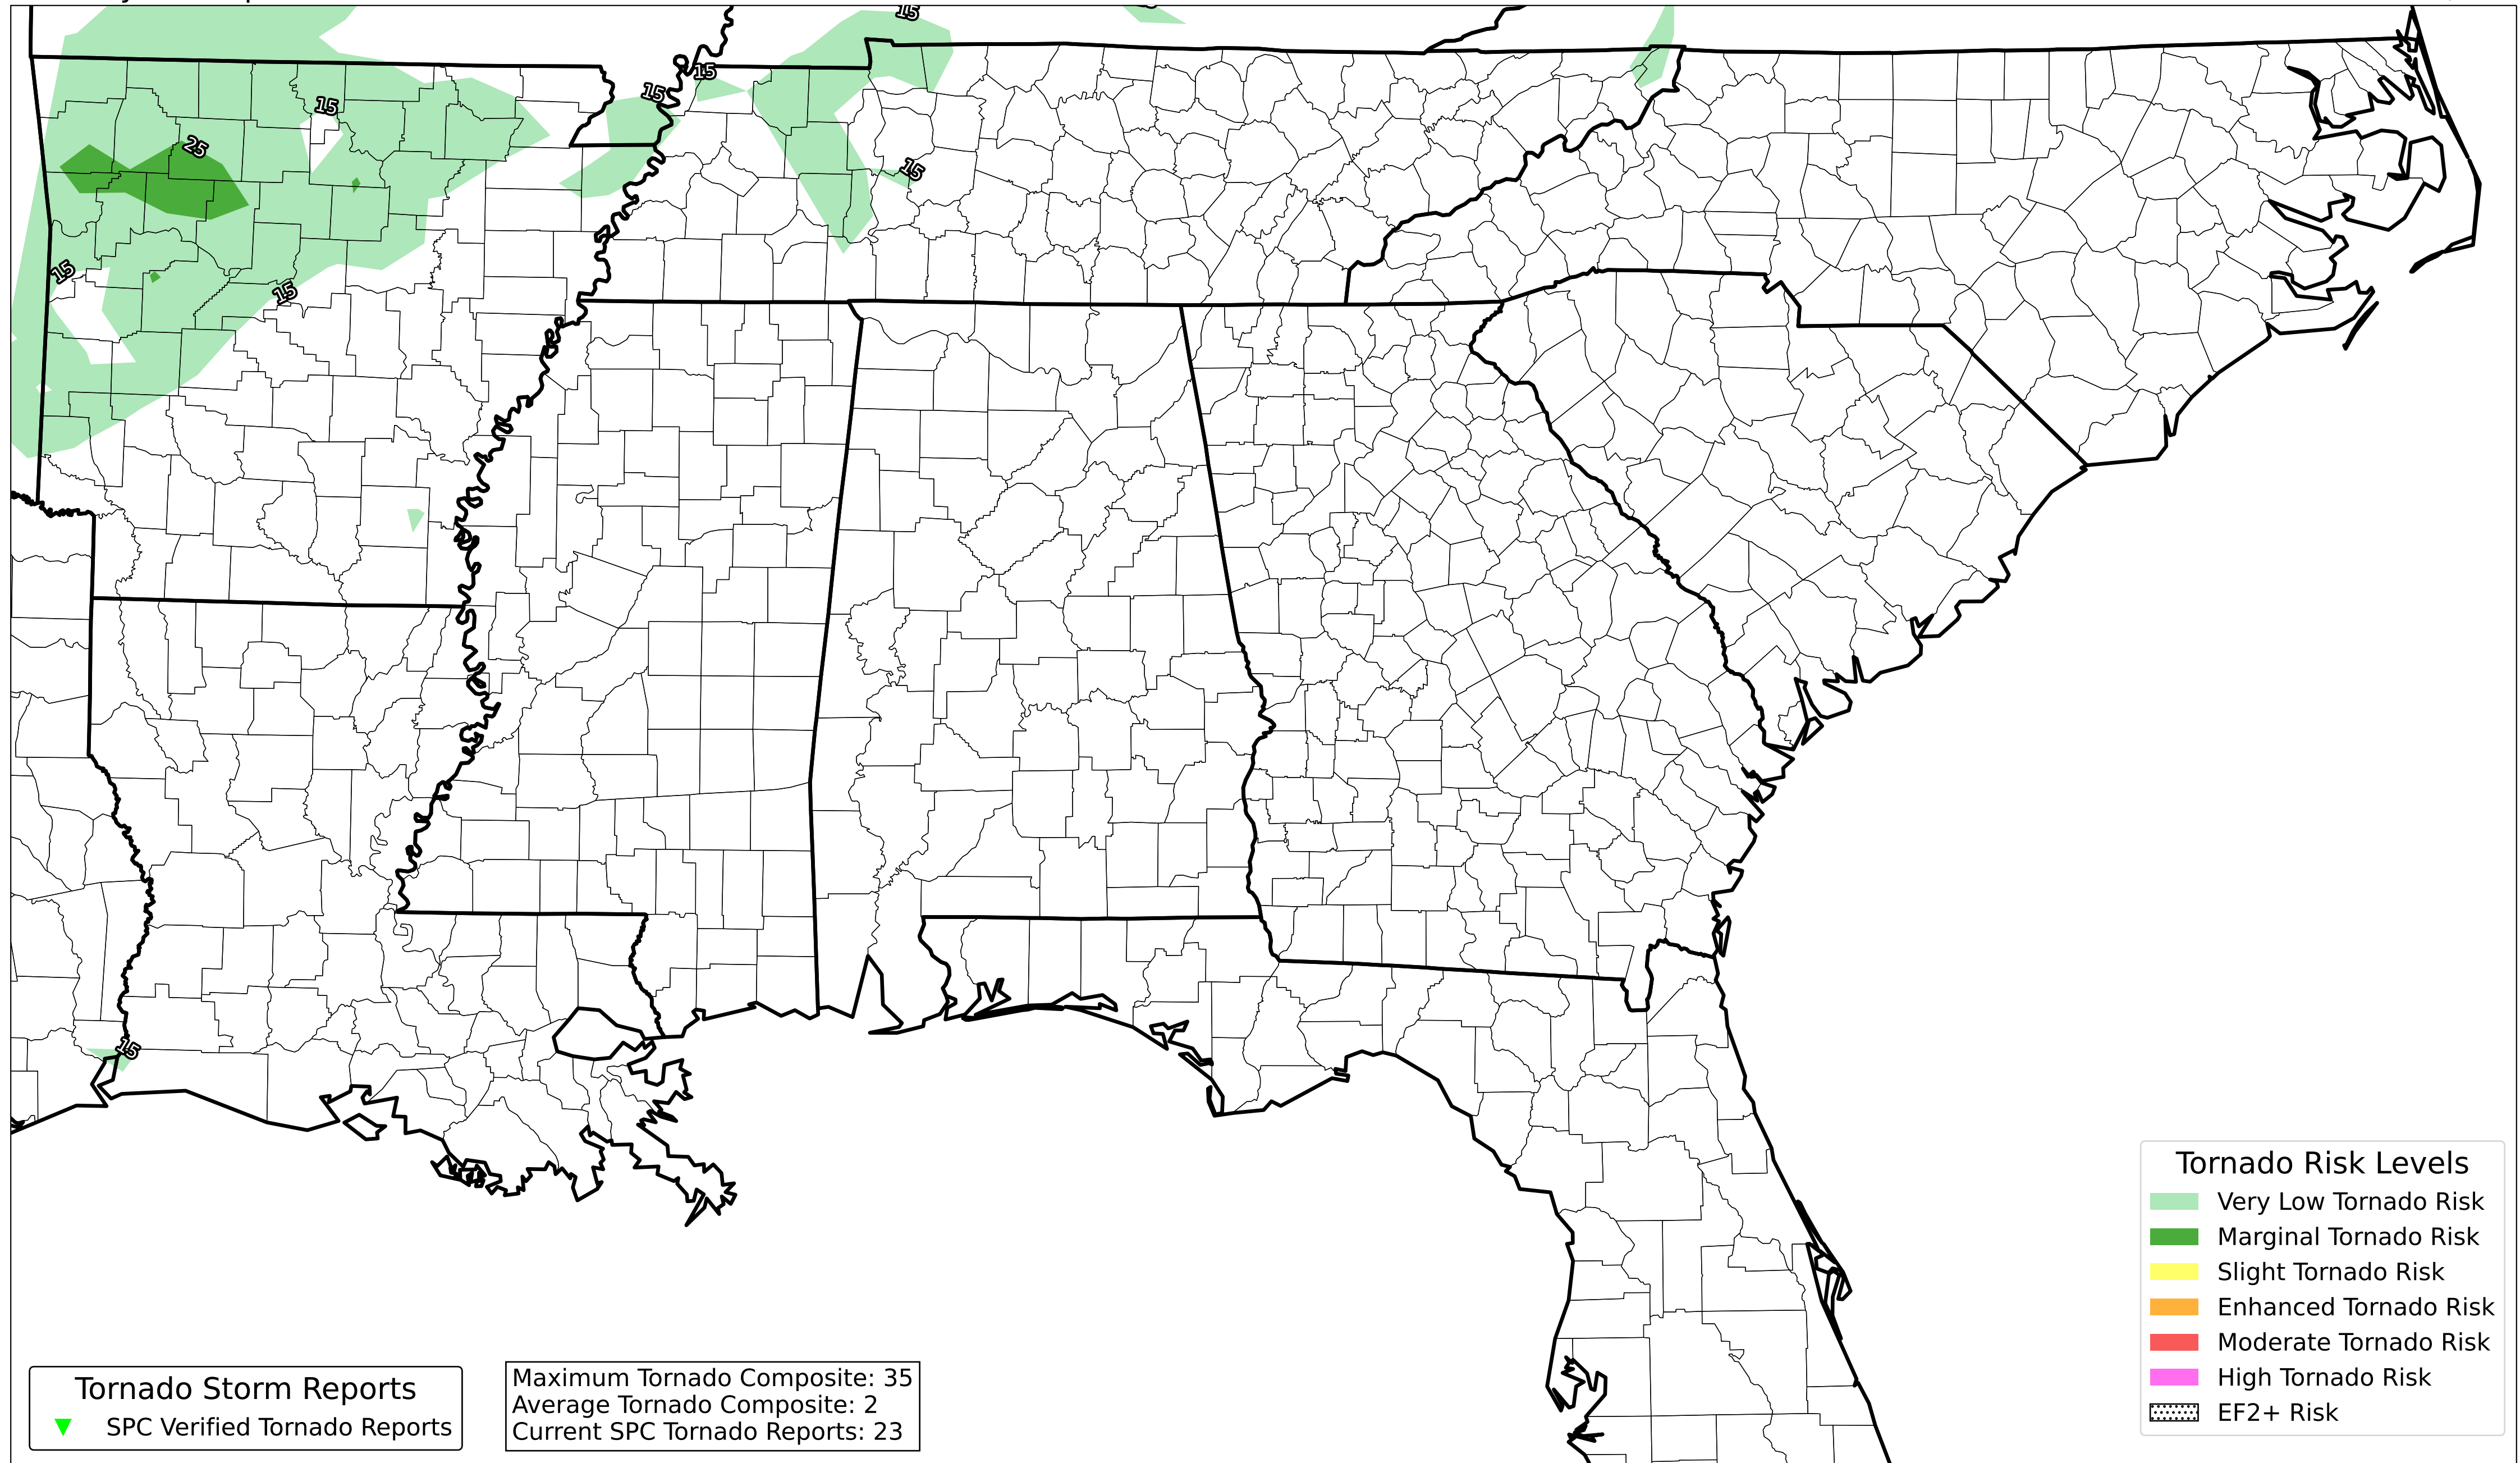 15
15
15
15
25
15
15
15
15
Tornado Risk Levels
Very Low Tornado Risk
Marginal Tornado Risk
Slight Tornado Risk
Enhanced Tornado Risk
Moderate Tornado Risk
High Tornado Risk
EF2+ Risk
Tornado Storm Reports
SPC Verified Tornado Reports
Maximum Tornado Composite: 35
Average Tornado Composite: 2
Current SPC Tornado Reports: 23